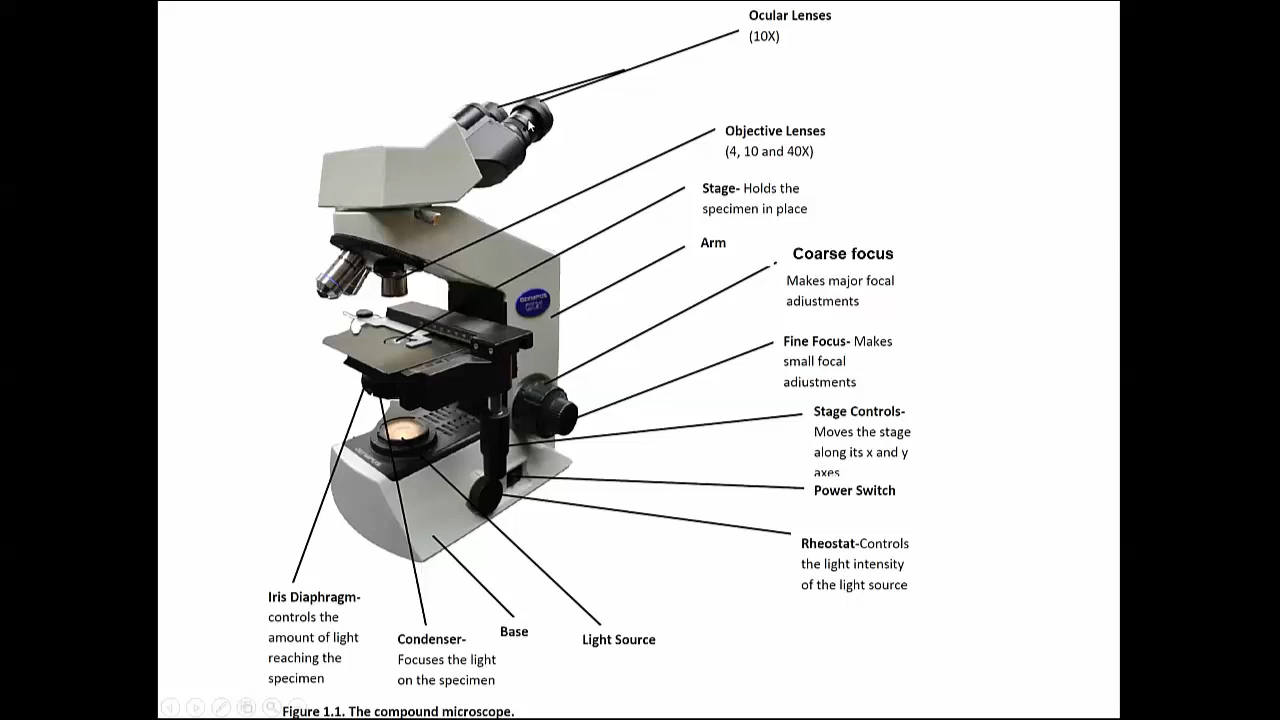 Ocular Lenses
(10X)
Objective Lenses
(4, 10 and 40X)
Stage- Holds the
specimen in place
Arm
Coarse focus
Makes major focal
adjustments
Fine Focus- Makes
small focal
adjustments
Stage Controls-
Moves the stage
along its x and y
axes
Power Switch
Rheostat-Controls
the light intensity
of the light source
OLYMPUS
OLYMPUS
Iris Diaphragm-
controls the
amount of light
reaching the
specimen
Condenser-
Focuses the light
on the specimen
Base
Light Source
Figure 1.1. The compound microscope.